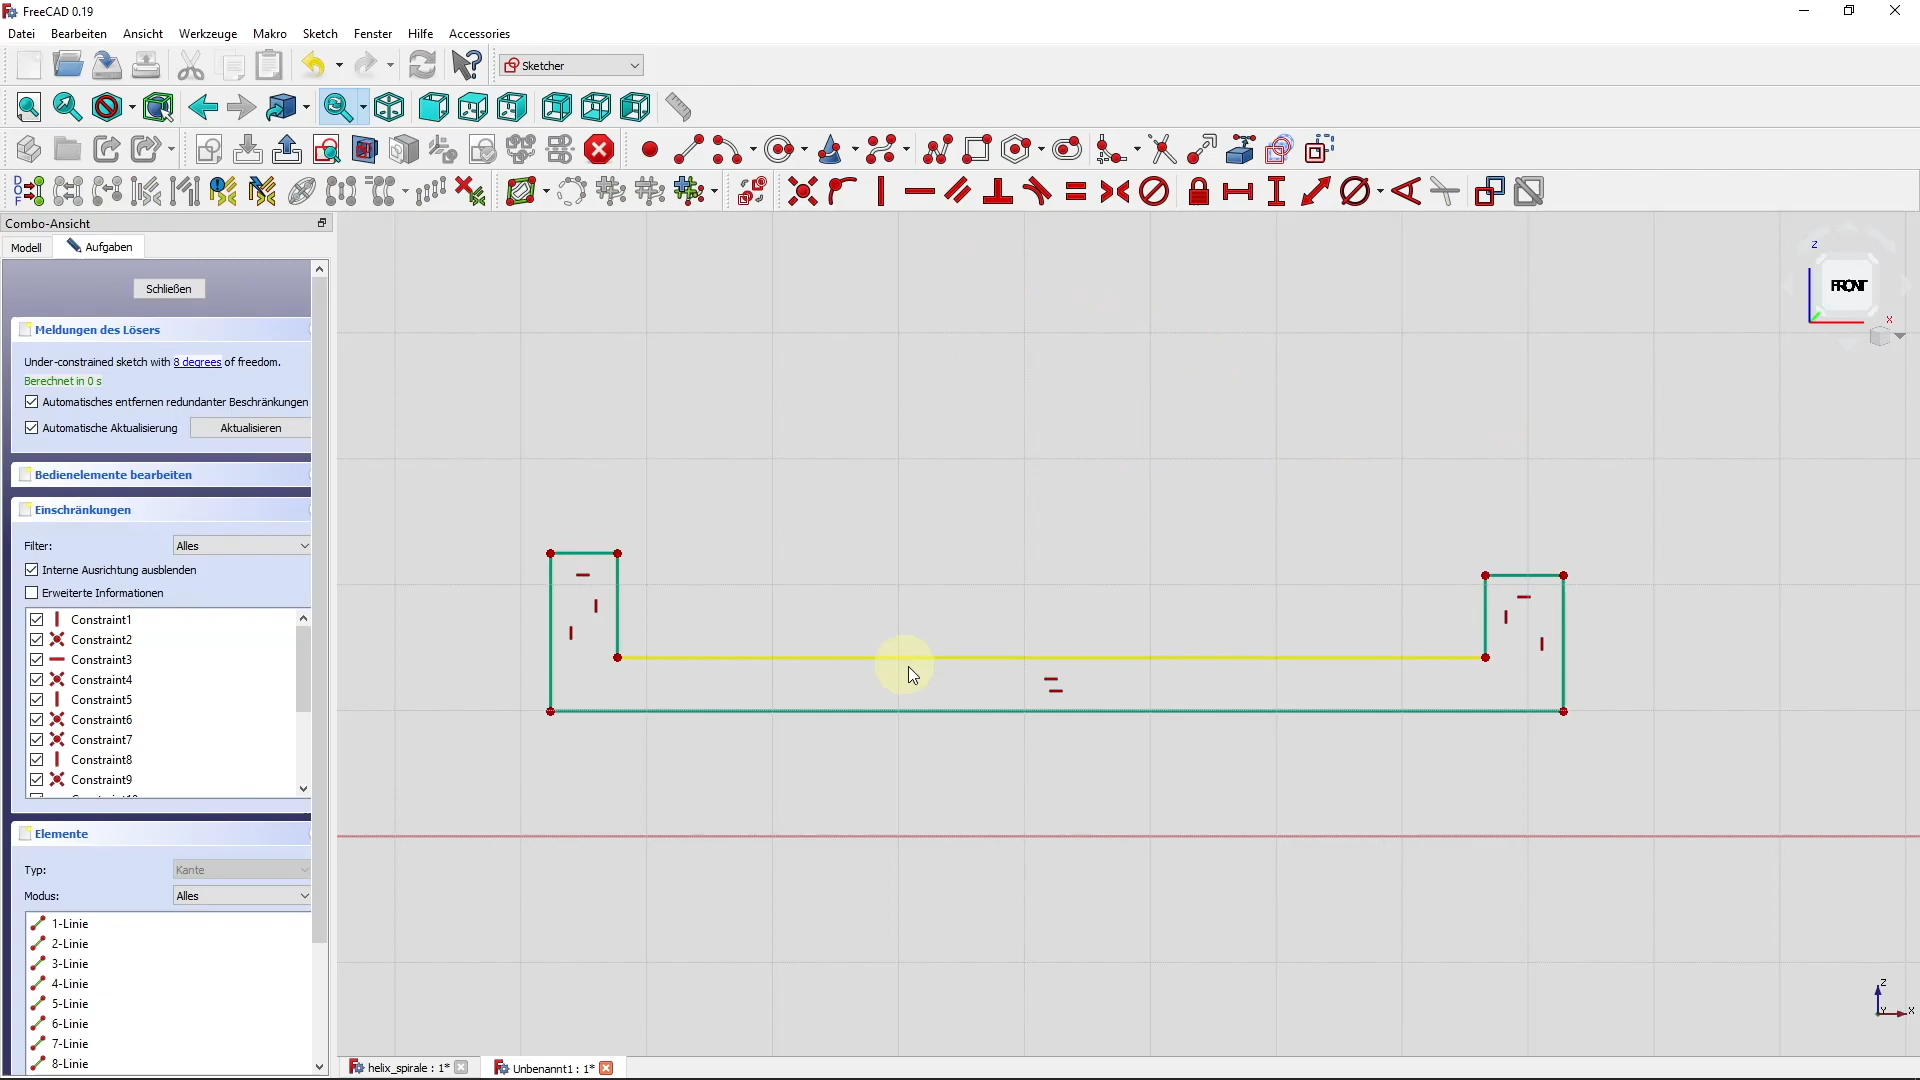 FreeCAD 0.19
Datei Bearbeiten Ansicht Werkzeuge Makro Sketch Fenster Hilfe Accessories
Sketcher
Combo-Ansicht
Modell Aufgaben
Schließen
Meldungen des Lösers
Under-constrained sketch with 8 degrees of freedom.
Berechnet in 0 s
Automatisches entfernen redundanter Beschränkungen
Automatische Aktualisierung Aktualisieren
Bedienelemente bearbeiten
Einschränkungen
Filter: Alles
Interne Ausrichtung ausblenden
Erweiterte Informationen
Constraint1
Constraint2
Constraint3
Constraint4
Constraint5
Constraint6
Constraint7
Constraint8
Constraint9
Elemente
Typ: Kante
Modus: Alles
1-Linie
2-Linie
3-Linie
4-Linie
5-Linie
6-Linie
7-Linie
8-Linie
Z
FRONT
X
Z
Y X
helix_spirale : 1* Unbenannt1 : 1*